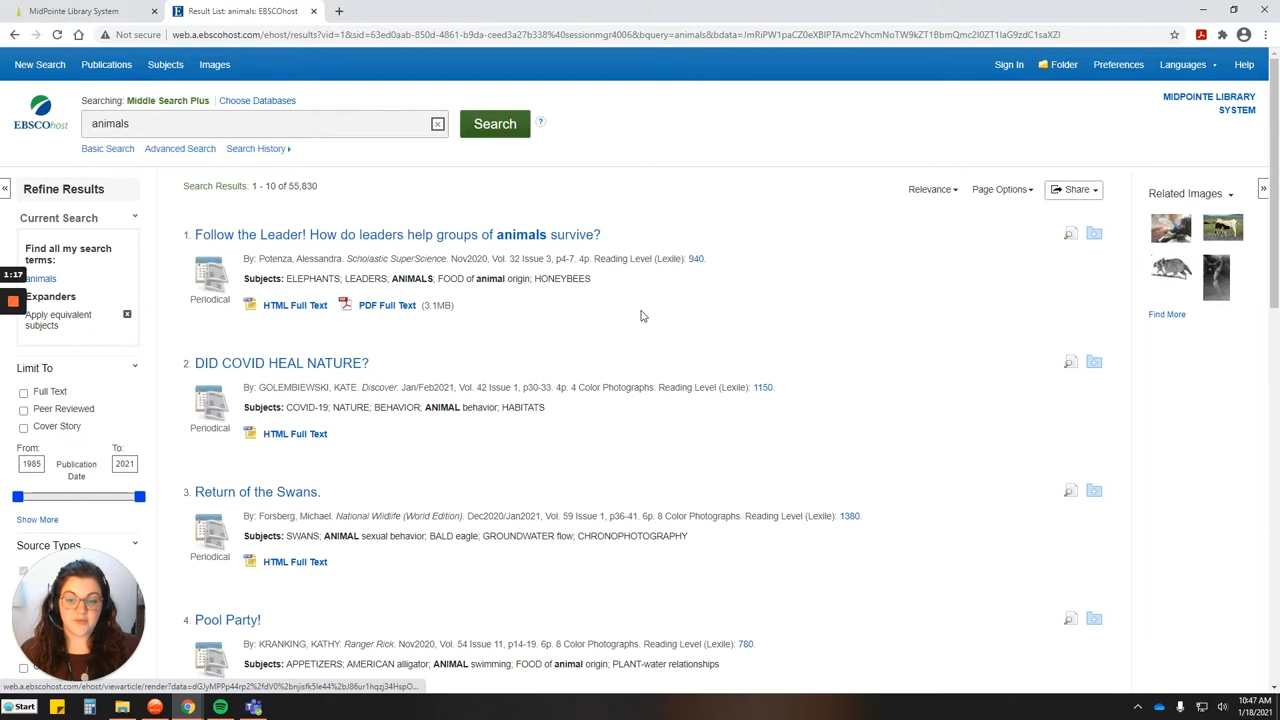 MidPointe Library System
Result List: animals: EBSCOhost
Not secure
web.a.ebscohost.com/ehost/results?vid=1&sid=63ed0aab-850d-4861-b9da-ceed3a27b338%40sessionmgr4006&bquery=animals&bdata=JmRiPW1paCZ0eXBlPTAmc2VhcmNoTW9kZT1BbmQmc2l0ZT1laG9zdC1saXZl
New Search Publications Subjects Images
Sign In Folder Preferences Languages Help
Searching: Middle Search Plus Choose Databases
MIDPOINTE LIBRARY
SYSTEM
EBSCOhost
animals
Search
Basic Search Advanced Search Search History
Refine Results
Current Search
Find all my search
terms:
animals
1:17
Expanders
Apply equivalent
subjects
Limit To
Full Text
Peer Reviewed
Cover Story
From: To:
1985 Publication Date 2021
Show More
Source Types
Search Results: 1 - 10 of 55,830
Relevance Page Options Share
1. Follow the Leader! How do leaders help groups of animals survive?
By: Potenza, Alessandra. Scholastic SuperScience. Nov2020, Vol. 32 Issue 3, p4-7. 4p. Reading Level (Lexile): 940.
Subjects: ELEPHANTS; LEADERS; ANIMALS; FOOD of animal origin; HONEYBEES
Periodical
HTML Full Text PDF Full Text (3.1MB)
2. DID COVID HEAL NATURE?
By: GOLEMBIEWSKI, KATE. Discover. Jan/Feb2021, Vol. 42 Issue 1, p30-33. 4p. 4 Color Photographs. Reading Level (Lexile): 1150.
Subjects: COVID-19; NATURE; BEHAVIOR; ANIMAL behavior; HABITATS
Periodical
HTML Full Text
3. Return of the Swans.
By: Forsberg, Michael. National Wildlife (World Edition). Dec2020/Jan2021, Vol. 59 Issue 1, p36-41. 6p. 8 Color Photographs. Reading Level (Lexile): 1380.
Subjects: SWANS; ANIMAL sexual behavior; BALD eagle; GROUNDWATER flow; CHRONOPHOTOGRAPHY
Periodical
HTML Full Text
4. Pool Party!
By: KRANKING, KATHY. Ranger Rick. Nov2020, Vol. 54 Issue 11, p14-19. 6p. 8 Color Photographs. Reading Level (Lexile): 780.
Subjects: APPETIZERS; AMERICAN alligator; ANIMAL swimming; FOOD of animal origin; PLANT-water relationships
Periodical
Related Images
Find More
Start
10:47 AM
1/18/2021